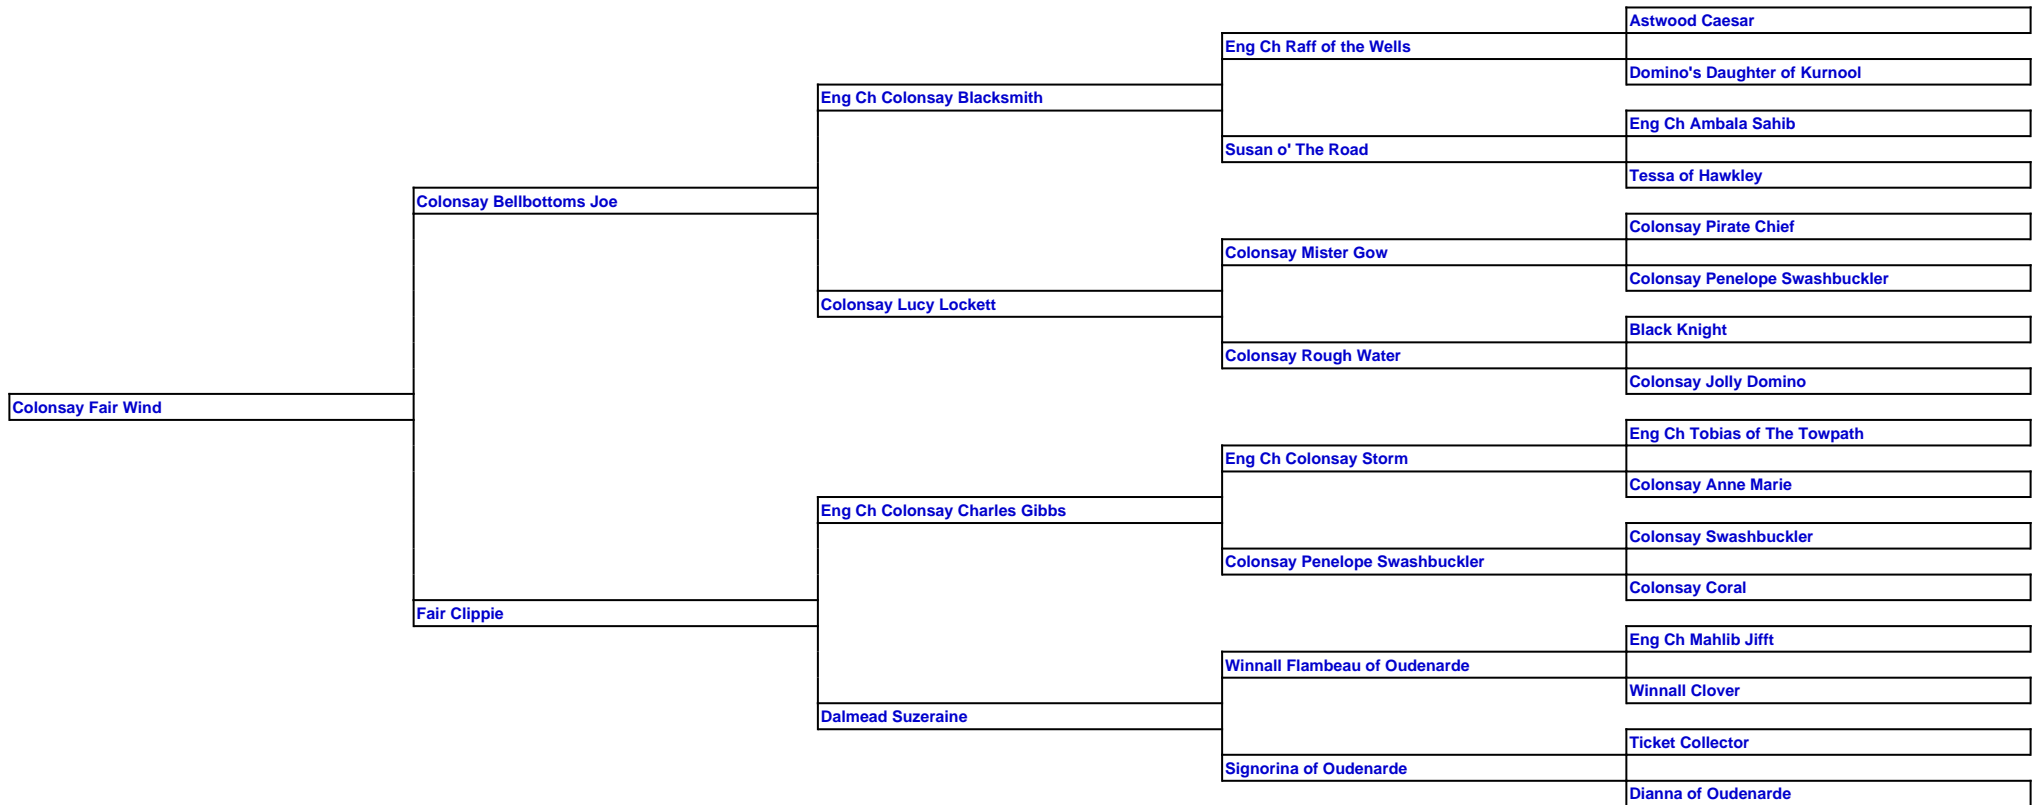 Astwood Caesar
Eng Ch Raff of the Wells
Domino's Daughter of Kurnool
Eng Ch Colonsay Blacksmith
Eng Ch Ambala Sahib
Susan o' The Road
Tessa of Hawkley
Colonsay Bellbottoms Joe
Colonsay Pirate Chief
Colonsay Mister Gow
Colonsay Penelope Swashbuckler
Colonsay Lucy Lockett
Black Knight
Colonsay Rough Water
Colonsay Jolly Domino
Colonsay Fair Wind
Eng Ch Tobias of The Towpath
Eng Ch Colonsay Storm
Colonsay Anne Marie
Eng Ch Colonsay Charles Gibbs
Colonsay Swashbuckler
Colonsay Penelope Swashbuckler
Colonsay Coral
Fair Clippie
Eng Ch Mahlib Jifft
Winnall Flambeau of Oudenarde
Winnall Clover
Dalmead Suzeraine
Ticket Collector
Signorina of Oudenarde
Dianna of Oudenarde